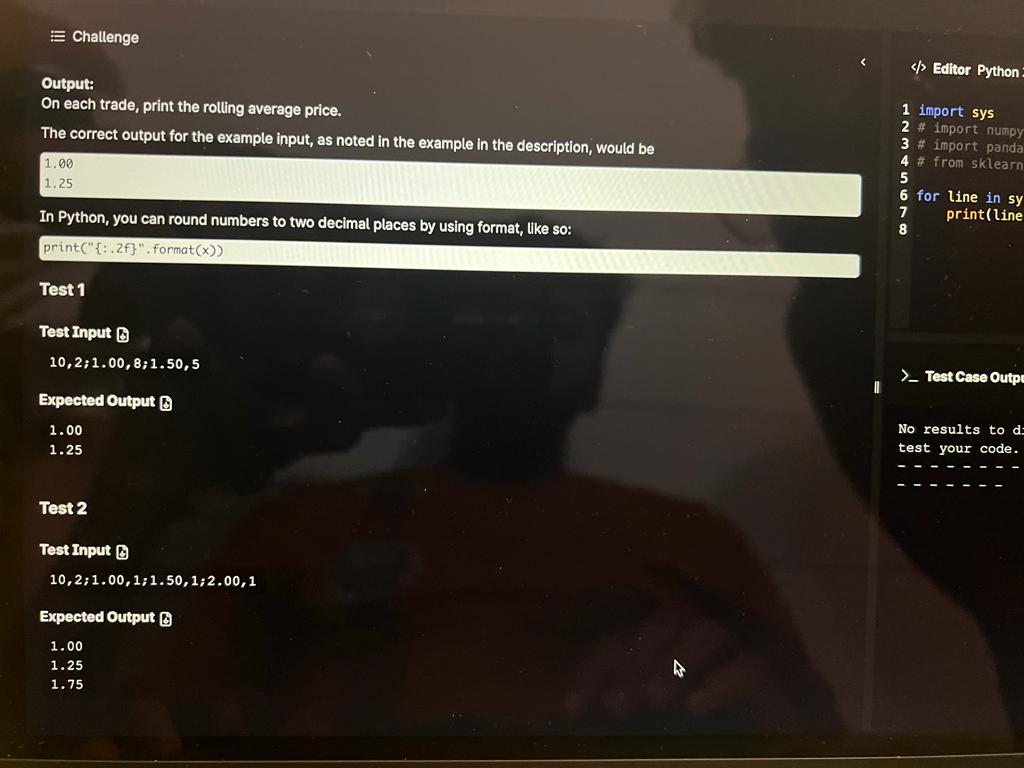 Challenge
Output:
On each trade, print the rolling average price.
The correct output for the example input, as noted in the example in the description, would be
1.00
1.25
In Python, you can round numbers to two decimal places by using format, like so:
print("{:.2f}".format(x))
Test 1
Test Input
10,2;1.00,8;1.50,5
Expected Output
1.00
1.25
Test 2
Test Input
10,2;1.00,1;1.50,1;2.00,1
Expected Output
1.00
1.25
1.75
</> Editor Python
1 import sys
2 # import numpy
3 # import panda
4 # from sklearn
5
6 for line in sy
7 print(line
8
>_ Test Case Outpu
No results to di
test your code.
- - - - - - - -
- - - - - - -